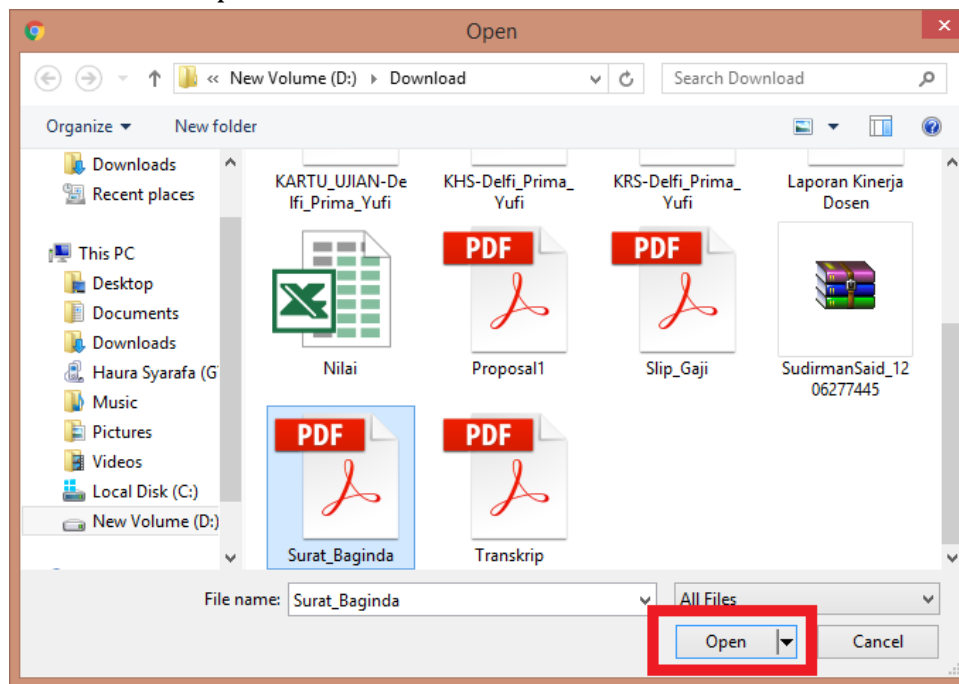 Open
« New Volume (D:) Download
Search Download
Organize
New folder
Downloads
Recent places
This PC
Desktop
Documents
Downloads
Haura Syarafa (G
Music
Pictures
Videos
Local Disk (C:)
New Volume (D:)
KARTU_UJIAN-De
lfi_Prima_Yufi
KHS-Delfi_Prima_
Yufi
KRS-Delfi_Prima_
Yufi
Laporan Kinerja
Dosen
Nilai
PDF
Proposal1
PDF
Slip_Gaji
SudirmanSaid_12
06277445
PDF
Surat_Baginda
PDF
Transkrip
File name:
Surat_Baginda
All Files
Open
Cancel